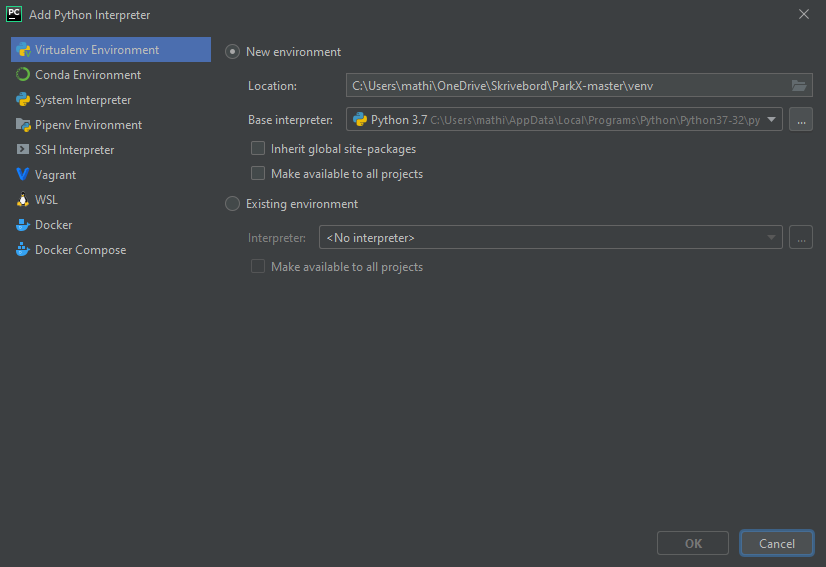 PC Add Python Interpreter
Virtualenv Environment
Conda Environment
System Interpreter
Pipenv Environment
SSH Interpreter
Vagrant
WSL
Docker
Docker Compose
New environment
Location: C:\Users\mathi\OneDrive\Skrivebord\ParkX-master\venv
Base interpreter: Python 3.7 C:\Users\mathi\AppData\Local\Programs\Python\Python37-32\py ...
Inherit global site-packages
Make available to all projects
Existing environment
Interpreter: <No interpreter> ...
Make available to all projects
OK Cancel